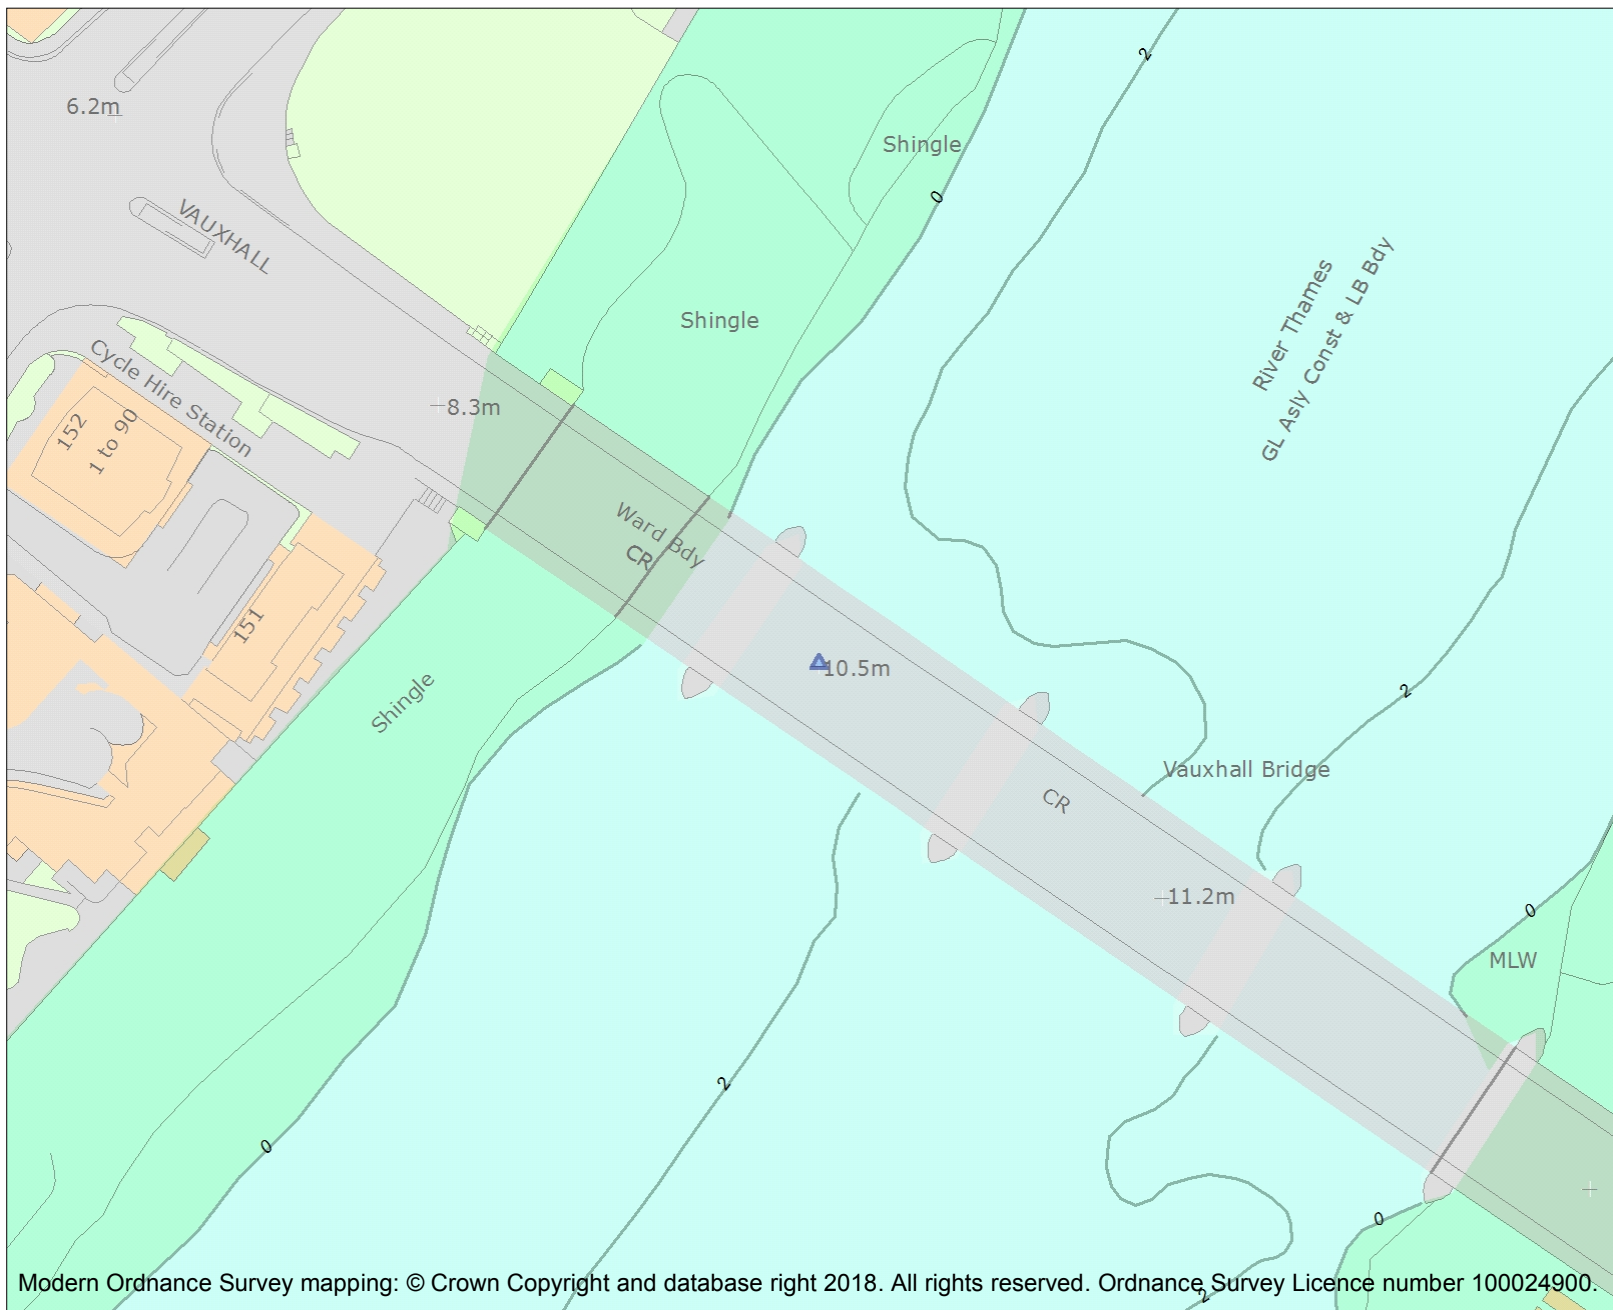 2
6.2m
Shingle
0
VAUXHALL
River Thames
GL Asly Const & LB Bdy
Shingle
Cycle Hire Station
8.3m
152
1 to 90
Ward Bdy
CR
151
10.5m
Shingle
2
Vauxhall Bridge
CR
11.2m
0
MLW
2
0
0
2
Modern Ordnance Survey mapping: © Crown Copyright and database right 2018. All rights reserved. Ordnance Survey Licence number 100024900.